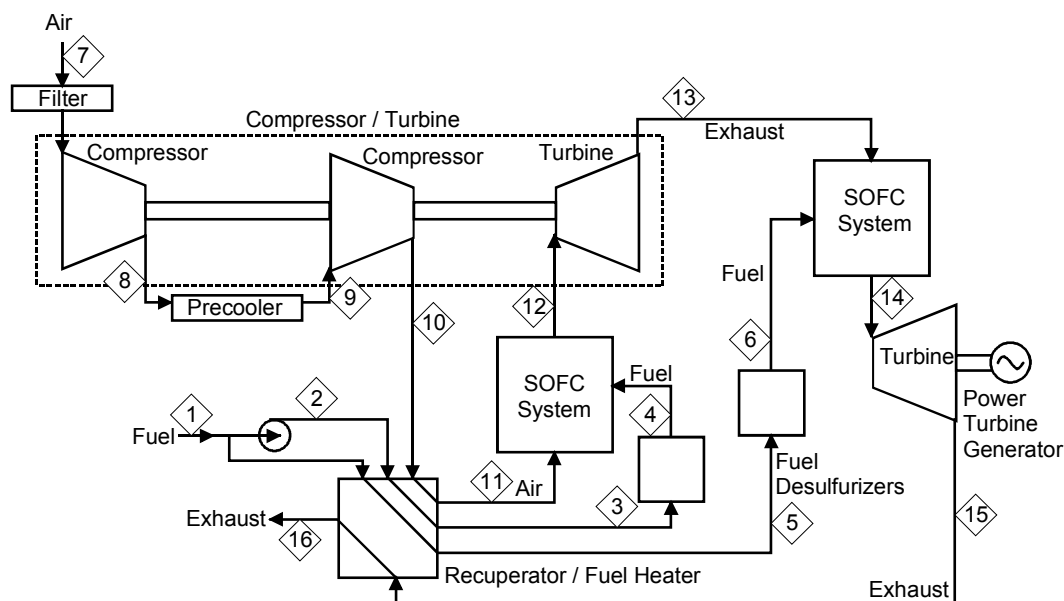 Air
7
Filter
Compressor / Turbine
Compressor
Compressor
Turbine
13
Exhaust
SOFC
System
8
Precooler
9
10
12
Fuel
6
14
Turbine
Power
Turbine
Generator
1
Fuel
2
SOFC
System
Fuel
4
11
Air
3
Fuel
Desulfurizers
5
15
Exhaust
16
Recuperator / Fuel Heater
Exhaust